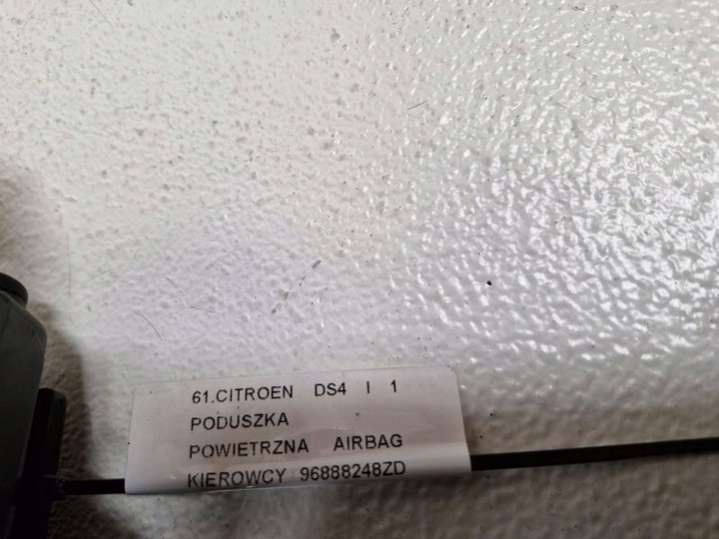 61.CITROEN DS4 I 1
PODUSZKA
POWIETRZNA AIRBAG
KIEROWCY 96888248ZD